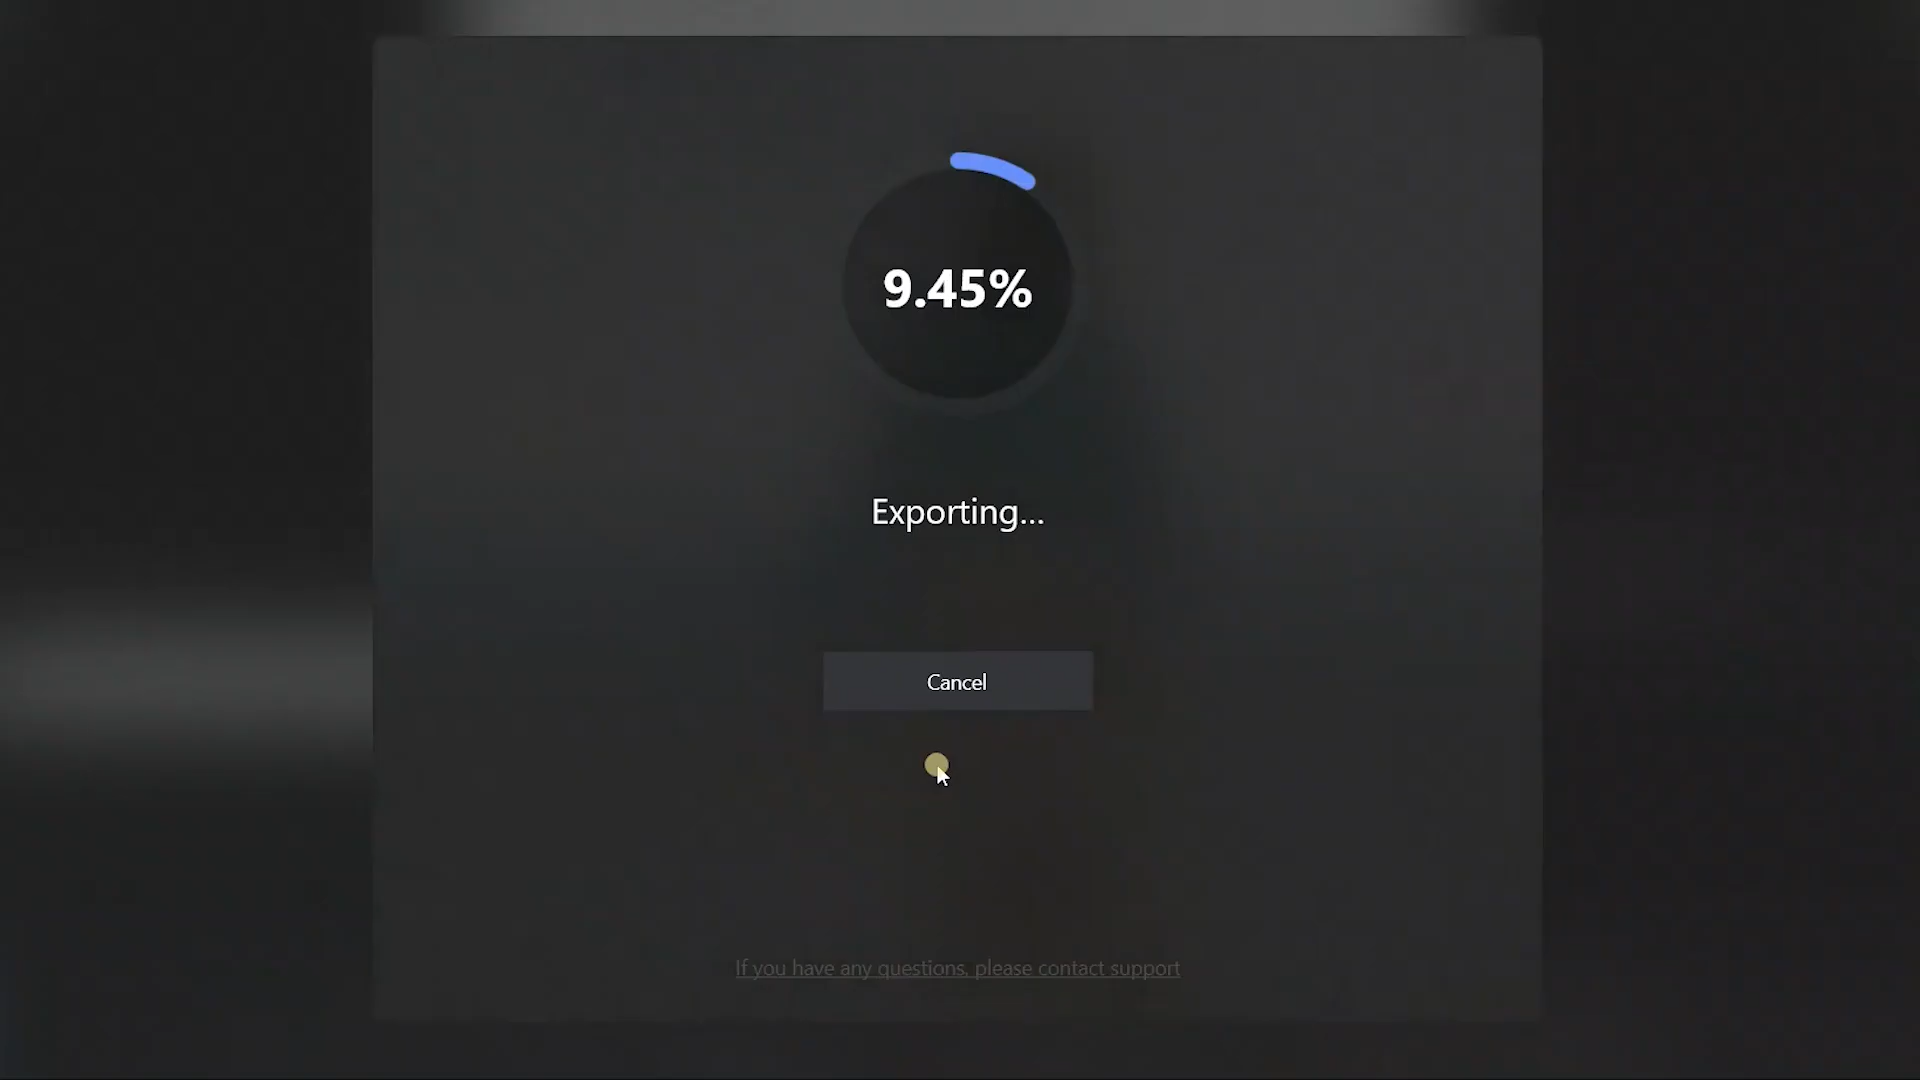 9.45%
Exporting...
Cancel
If you have any questions, please contact support